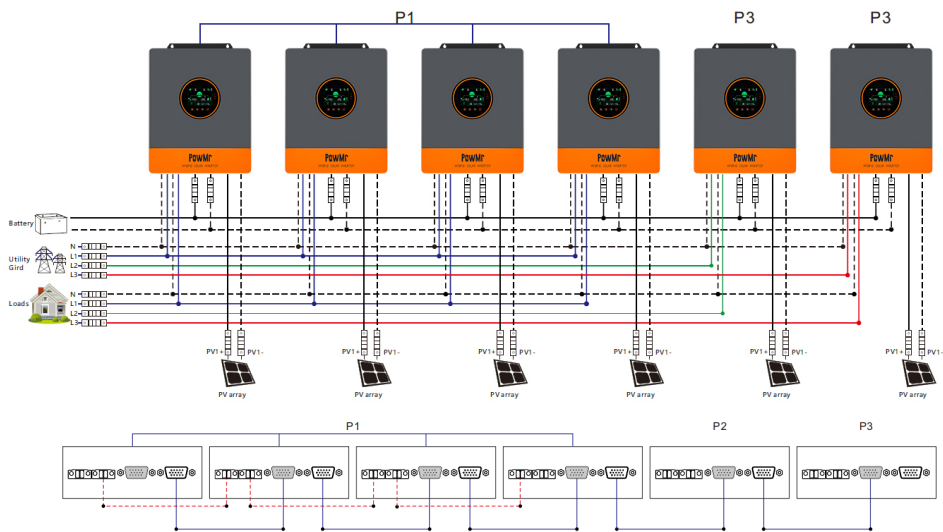 P1 P3 P3
PowMr PowMr PowMr PowMr PowMr PowMr
Battery
N
Utility
Gird
L1
L2
L3
Loads
N
L1
L2
L3
PV1+ PV1- PV1+ PV1- PV1+ PV1- PV1+ PV1- PV1+ PV1- PV1+ PV1-
PV array PV array PV array PV array PV array PV array
P1 P2 P3